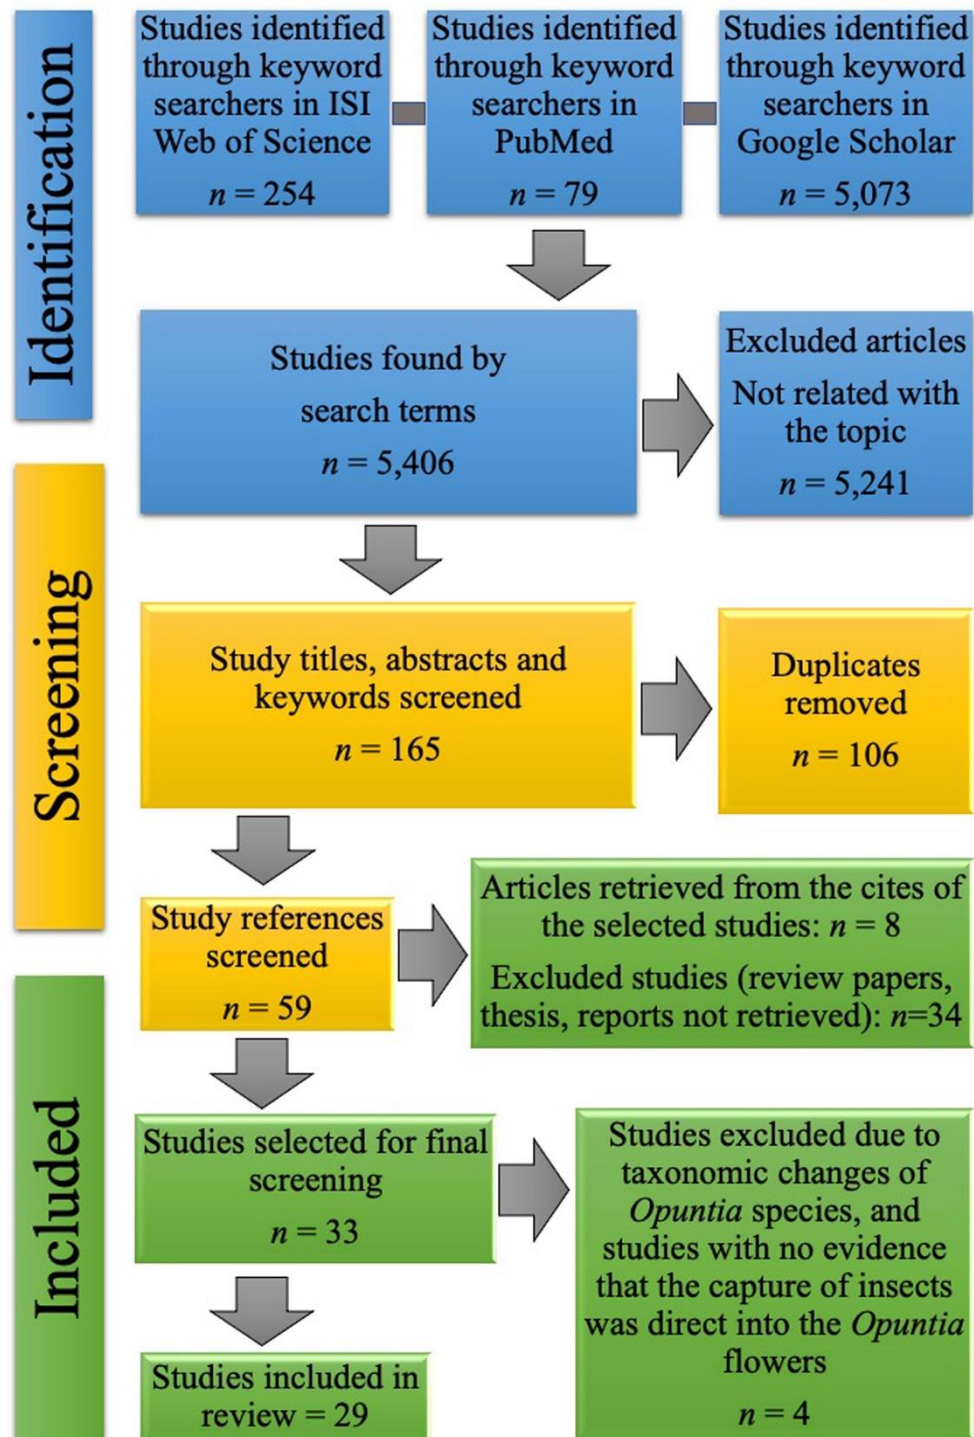 Identification
Studies identified
through keyword
searchers in ISI
Web of Science
n = 254
Studies identified
through keyword
searchers in
PubMed
n = 79
Studies identified
through keyword
searchers in
Google Scholar
n = 5,073
Studies found by
search terms
n = 5,406
Excluded articles
Not related with
the topic
n = 5,241
Screening
Study titles, abstracts and
keywords screened
n = 165
Duplicates
removed
n = 106
Study references
screened
n = 59
Articles retrieved from the cites of
the selected studies: n = 8
Excluded studies (review papers,
thesis, reports not retrieved): n=34
Included
Studies selected for final
screening
n = 33
Studies excluded due to
taxonomic changes of
Opuntia species, and
studies with no evidence
that the capture of insects
was direct into the Opuntia
flowers
n = 4
Studies included in
review = 29